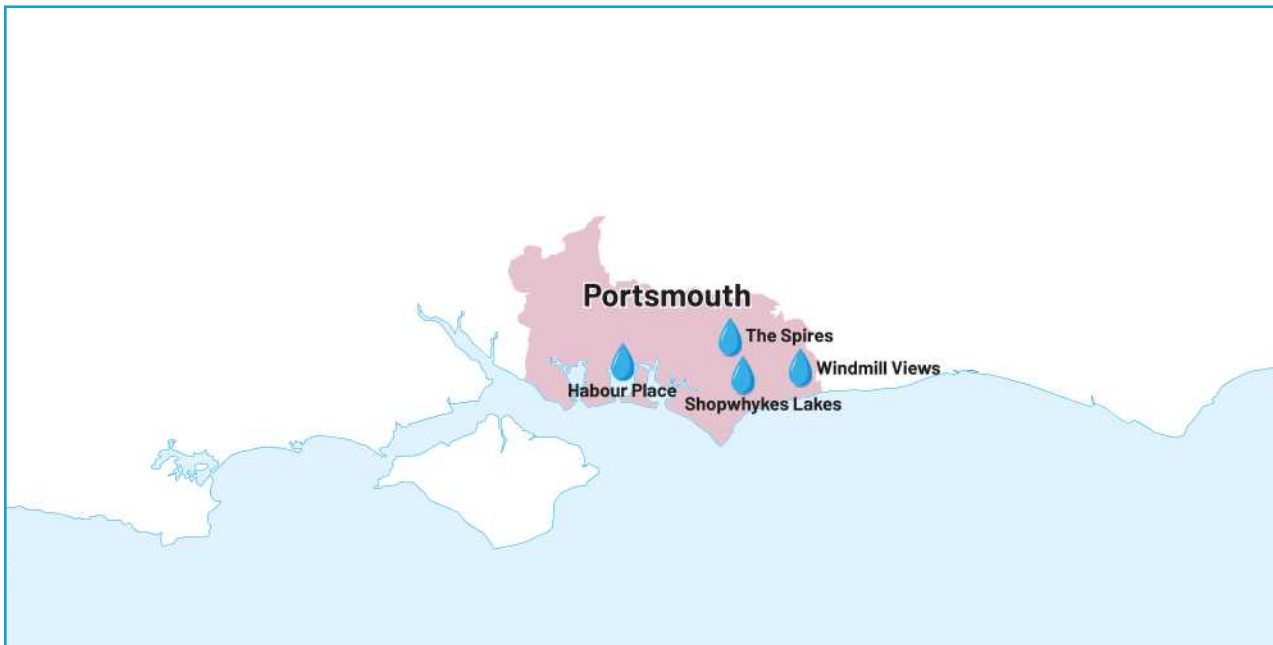 Portsmouth
The Spires
Windmill Views
Habour Place
Shopwhykes Lakes